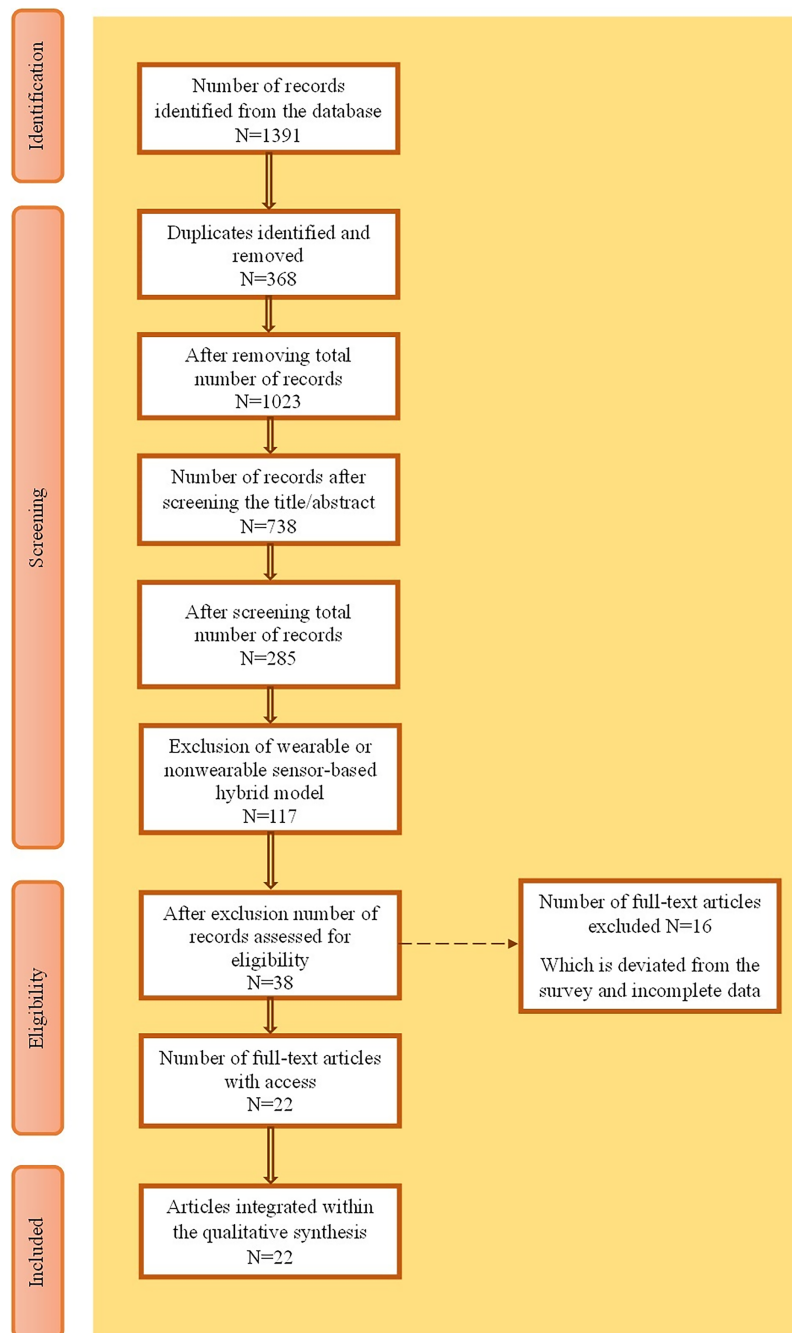 Identification
Number of records
identified from the database
N=1391
Screening
Duplicates identified and
removed
N=368
After removing total
number of records
N=1023
Number of records after
screening the title/abstract
N=738
After screening total
number of records
N=285
Exclusion of wearable or
nonwearable sensor-based
hybrid model
N=117
Eligibility
After exclusion number of
records assessed for
eligibility
N=38
Number of full-text articles
excluded N=16
Which is deviated from the
survey and incomplete data
Number of full-text articles
with access
N=22
Included
Articles integrated within
the qualitative synthesis
N=22